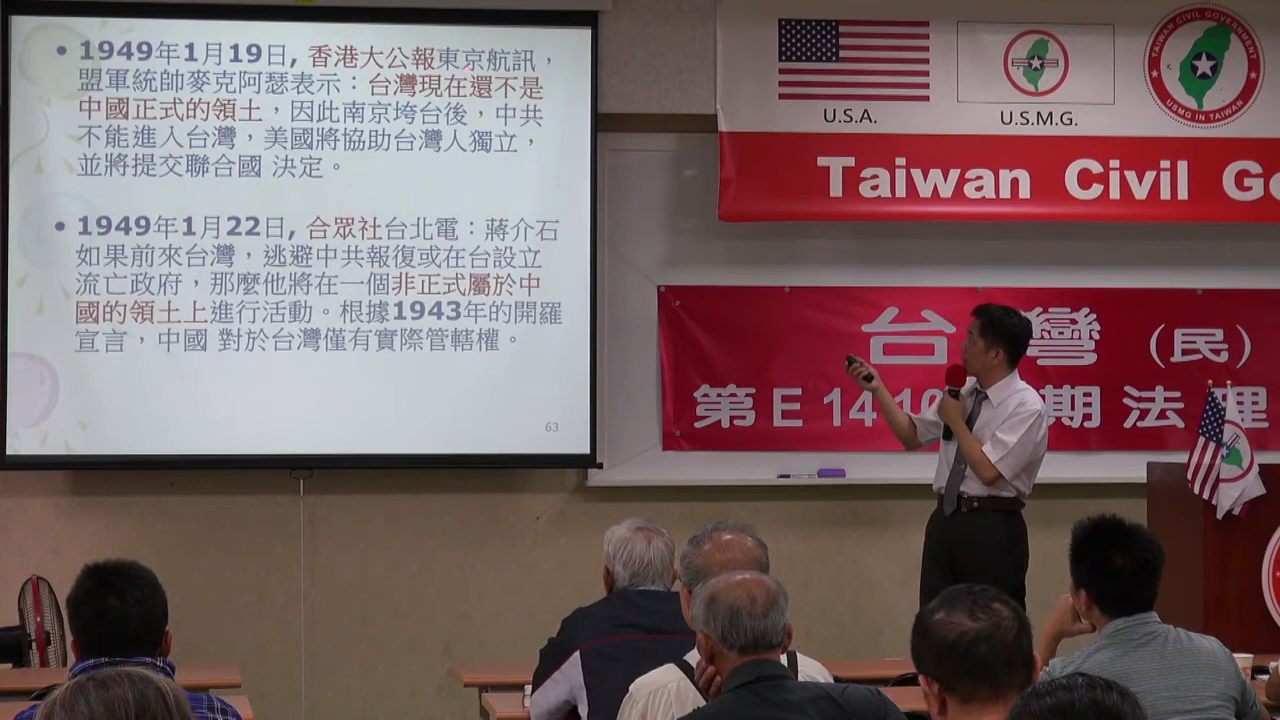 • 1949年1月19日, 香港大公報東京航訊，
盟軍統帥麥克阿瑟表示：台灣現在還不是
中國正式的領土，因此南京垮台後，中共
不能進入台灣，美國將協助台灣人獨立，
並將提交聯合國 決定。
• 1949年1月22日, 合眾社台北電：蔣介石
如果前來台灣，逃避中共報復或在台設立
流亡政府，那麼他將在一個非正式屬於中
國的領土上進行活動。根據1943年的開羅
宣言，中國 對於台灣僅有實際管轄權。
63
U.S.A.
U.S.M.G.
TAIWAN CIVIL GOVERNMENT
USMG IN TAIWAN
Taiwan Civil G
台灣（民）
第E 14 10 期 法 理